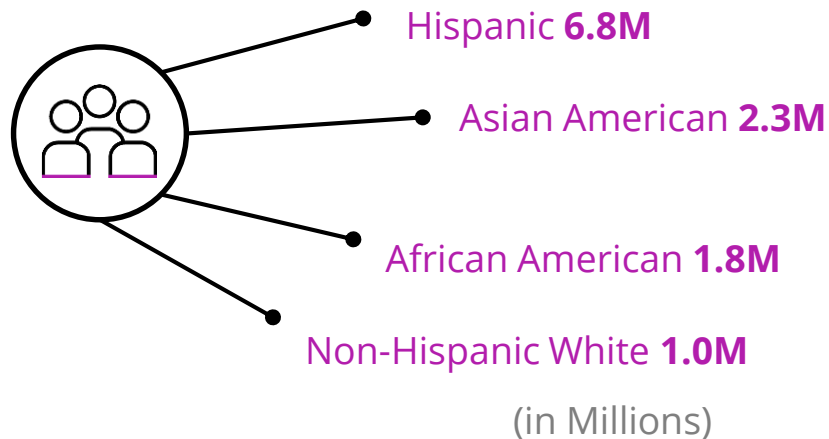 Hispanic 6.8M
Asian American 2.3M
African American 1.8M
Non-Hispanic White 1.0M
(in Millions)